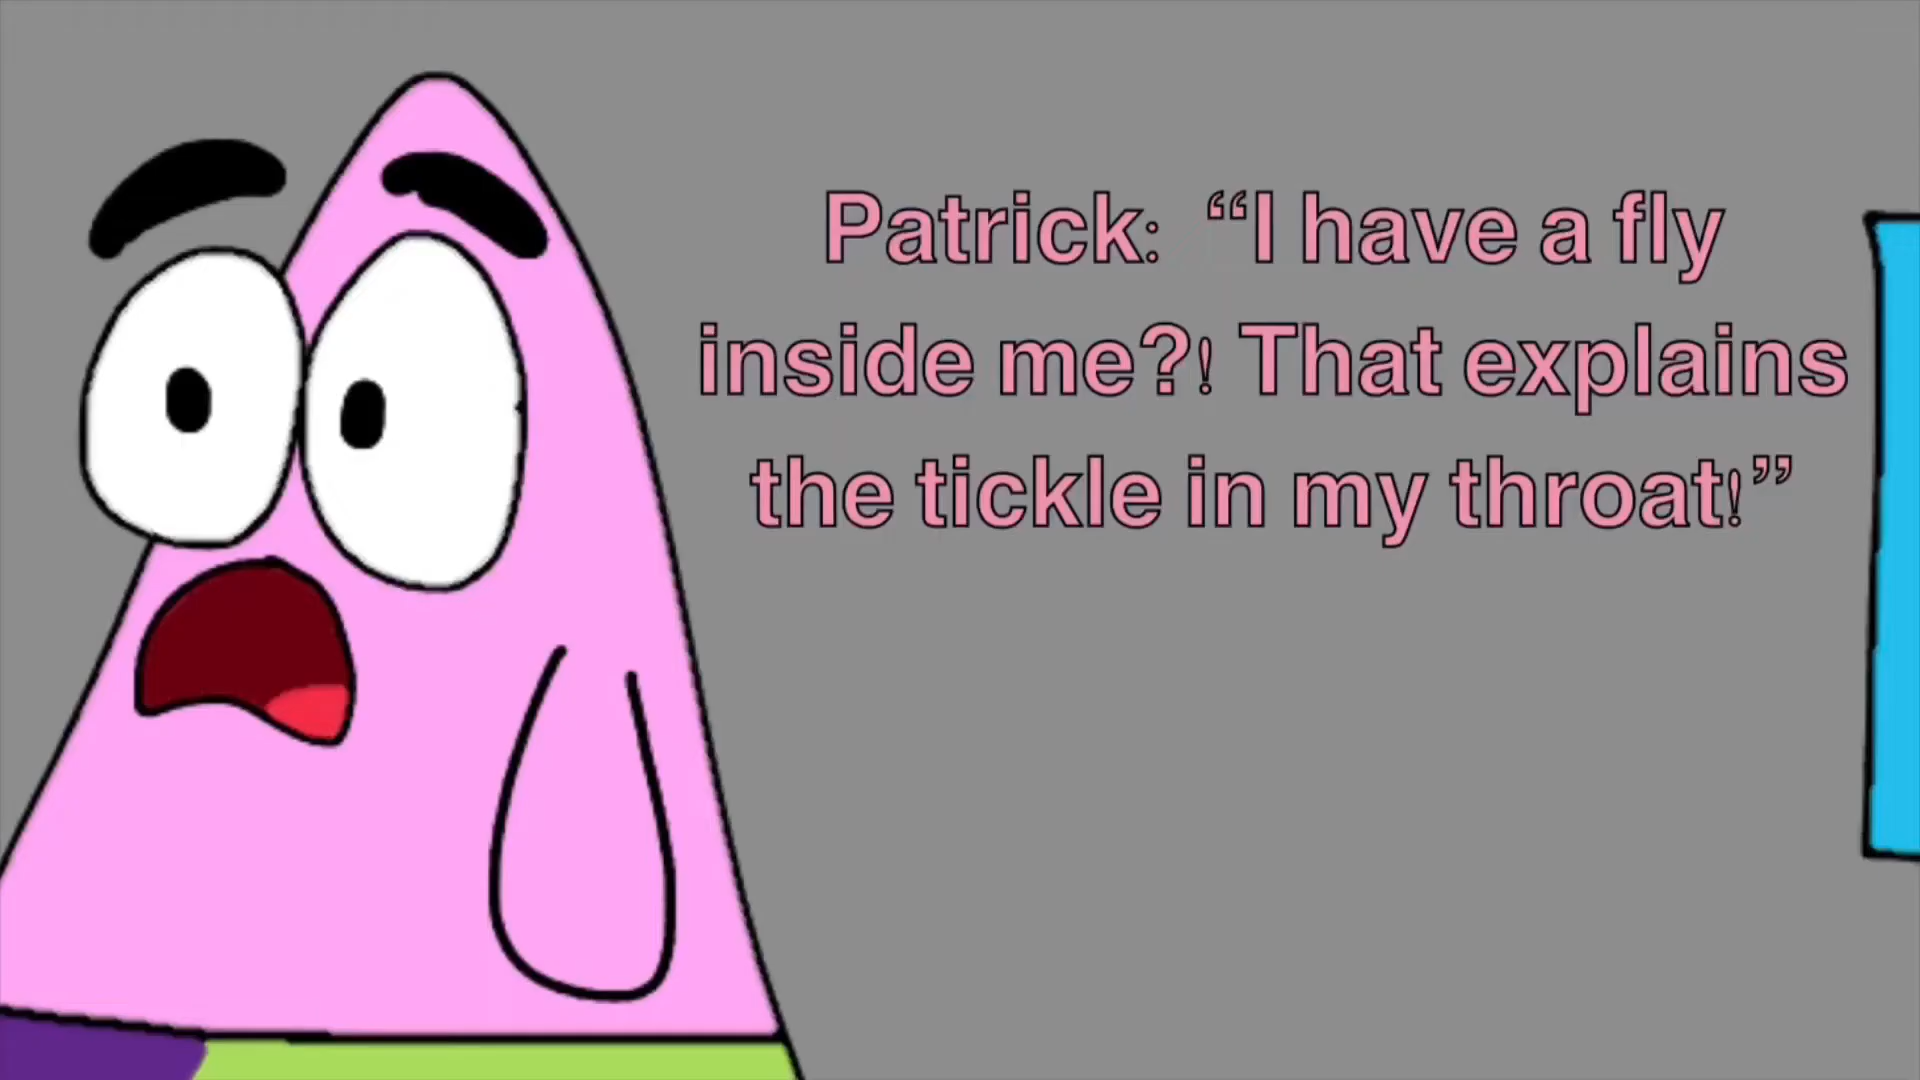 Patrick: “I have a fly
inside me?! That explains
the tickle in my throat!”